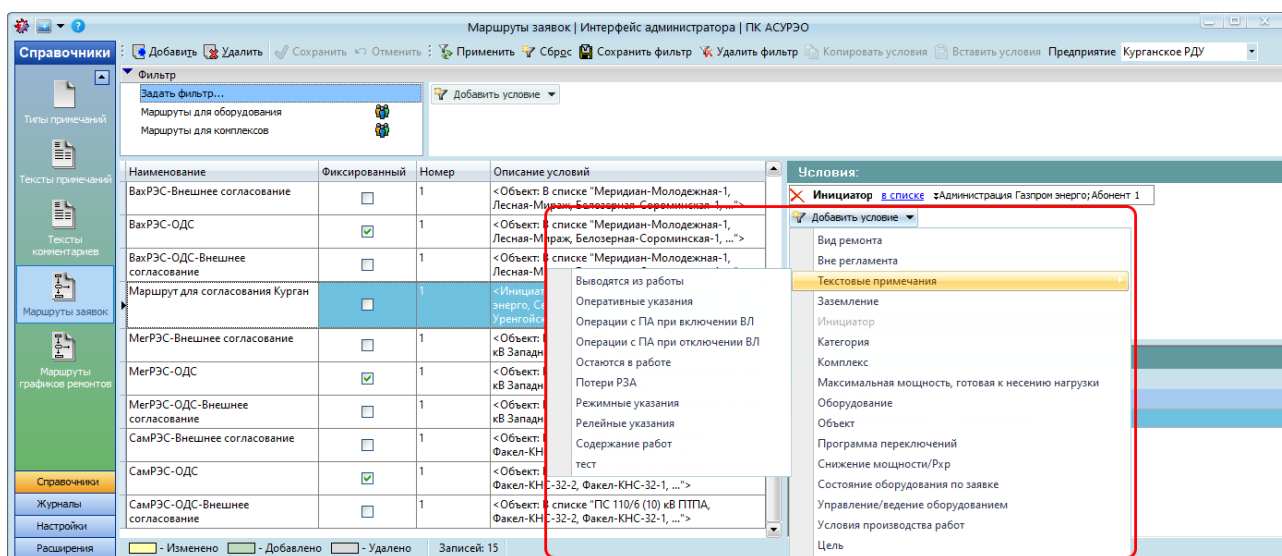 Маршруты заявок | Интерфейс администратора | ПК АСУРЭО
Справочники
Добавить Удалить Сохранить Отменить Применить Сброс Сохранить фильтр Удалить фильтр Копировать условия Вставить условия Предприятие Курганское РДУ
Типы примечаний
Тексты примечаний
Тексты
комментариев
Маршруты заявок
Маршруты
графиков ремонтов
Справочники
Журналы
Настройки
Расширения
Фильтр
Задать фильтр...
Маршруты для оборудования
Маршруты для комплексов
Добавить условие
Наименование Фиксированный Номер Описание условий
ВахРЭС-Внешнее согласование 1 <Объект: В списке "Меридиан-Молодежная-1,
Лесная-Мираж, Белозерная-Сороминская-1, ...">
ВахРЭС-ОДС 1 <Объект: В списке "Меридиан-Молодежная-1,
Лесная-Мираж, Белозерная-Сороминская-1, ...">
ВахРЭС-ОДС-Внешнее 1 <Объект: В списке "Меридиан-Молодежная-1,
согласование Лесная-М
Маршрут для согласования Курган 1 <Инициат
энерго, Се
Уренгойск
МегРЭС-Внешнее согласование 1 <Объект:
кВ Западн
МегРЭС-ОДС 1 <Объект:
кВ Западн
МегРЭС-ОДС-Внешнее 1 <Объект:
согласование кВ Западн
СамРЭС-Внешнее согласование 1 <Объект:
Факел-КН
СамРЭС-ОДС 1 <Объект:
Факел-КНС-32-2, Факел-КНС-32-1, ...">
СамРЭС-ОДС-Внешнее 1 <Объект: В списке "ПС 110/6 (10) кВ ПТПА,
согласование Факел-КНС-32-2, Факел-КНС-32-1, ...">
- Изменено - Добавлено - Удалено Записей: 15
Условия:
Инициатор в списке Администрация Газпром энерго; Абонент 1
Добавить условие
Вид ремонта
Вне регламента
Текстовые примечания
Заземление
Инициатор
Категория
Комплекс
Максимальная мощность, готовая к несению нагрузки
Оборудование
Объект
Программа переключений
Снижение мощности/Рхр
Состояние оборудования по заявке
Управление/ведение оборудованием
Условия производства работ
Цель
Выводятся из работы
Оперативные указания
Операции с ПА при включении ВЛ
Операции с ПА при отключении ВЛ
Остаются в работе
Потери РЗА
Режимные указания
Релейные указания
Содержание работ
тест